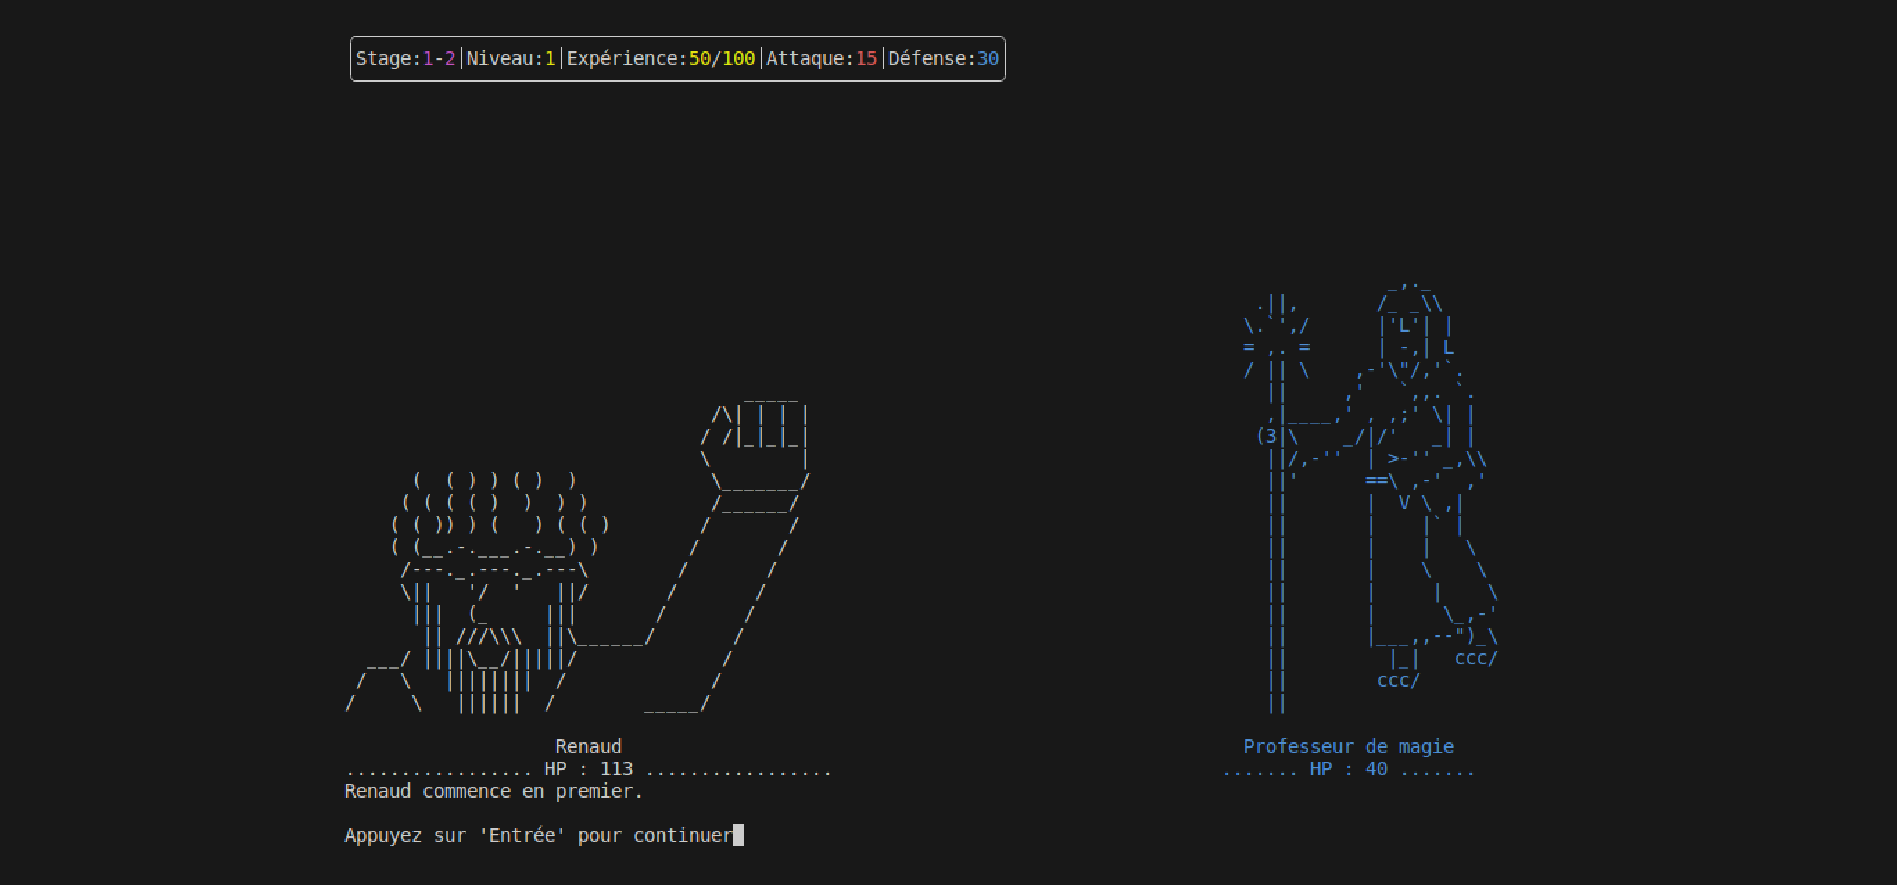 Stage:1-2|Niveau:1|Expérience:50/100|Attaque:15|Défense:30
Renaud
................. HP : 113 .................
Professeur de magie
....... HP : 40 .......
Renaud commence en premier.
Appuyez sur 'Entrée' pour continuer